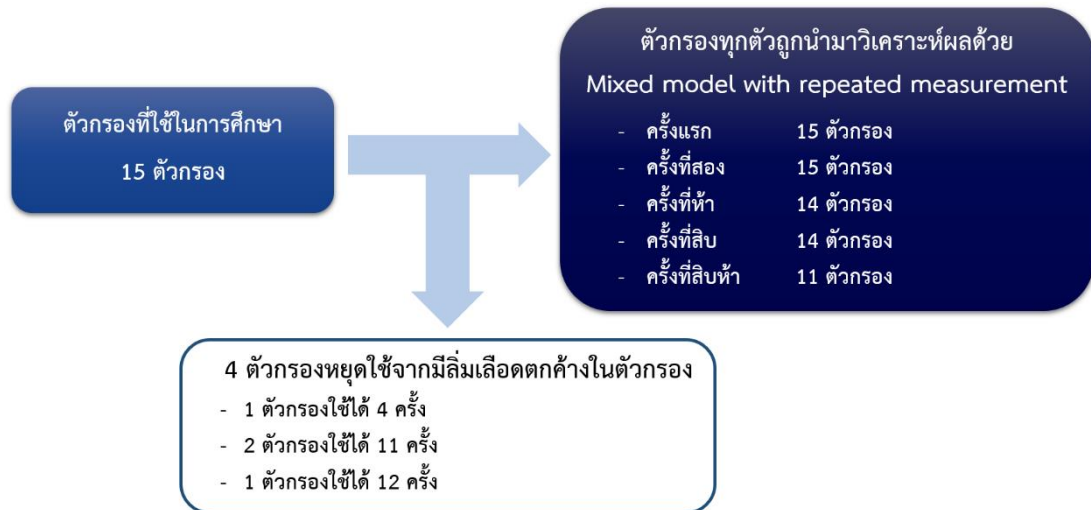 ตัวกรองที่ใช้ในการศึกษา
15 ตัวกรอง
ตัวกรองทุกตัวถูกนำมาวิเคราะห์ผลด้วย
Mixed model with repeated measurement
- ครั้งแรก 15 ตัวกรอง
- ครั้งที่สอง 15 ตัวกรอง
- ครั้งที่ห้า 14 ตัวกรอง
- ครั้งที่สิบ 14 ตัวกรอง
- ครั้งที่สิบห้า 11 ตัวกรอง
4 ตัวกรองหยุดใช้จากมีลิ่มเลือดตกค้างในตัวกรอง
- 1 ตัวกรองใช้ได้ 4 ครั้ง
- 2 ตัวกรองใช้ได้ 11 ครั้ง
- 1 ตัวกรองใช้ได้ 12 ครั้ง